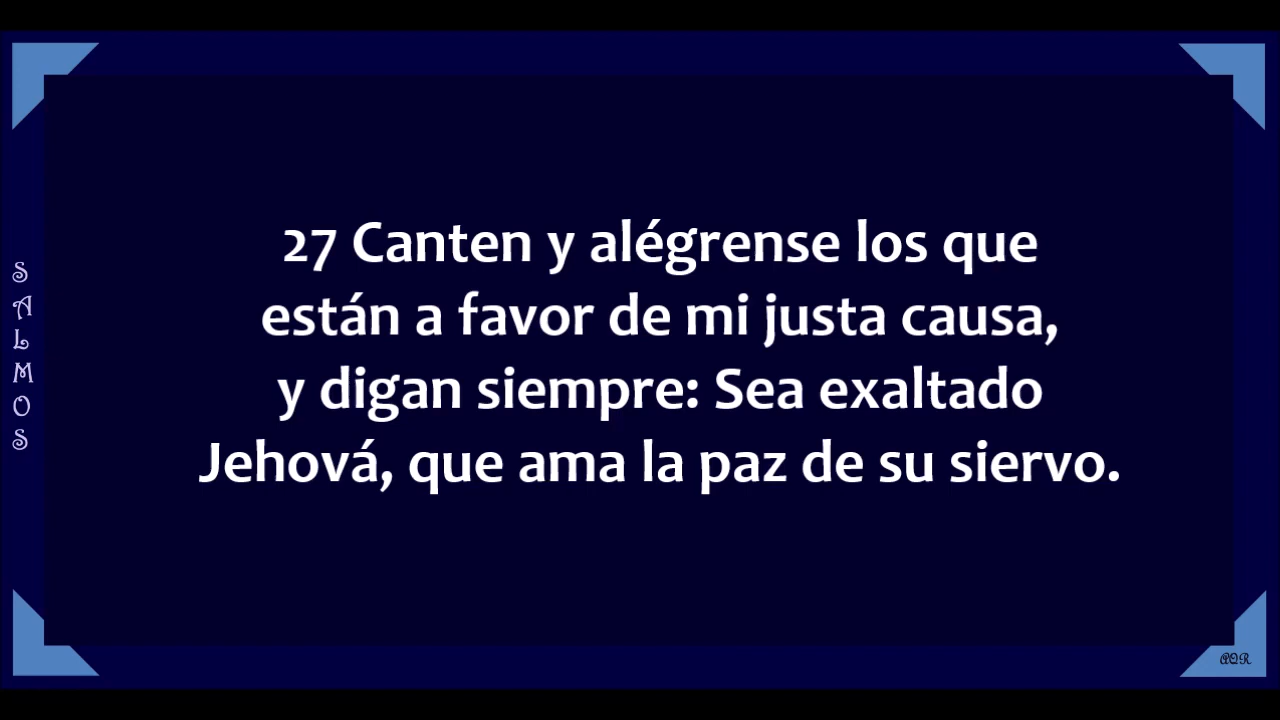 SALMOS
27 Canten y alégrense los que
están a favor de mi justa causa,
y digan siempre: Sea exaltado
Jehová, que ama la paz de su siervo.